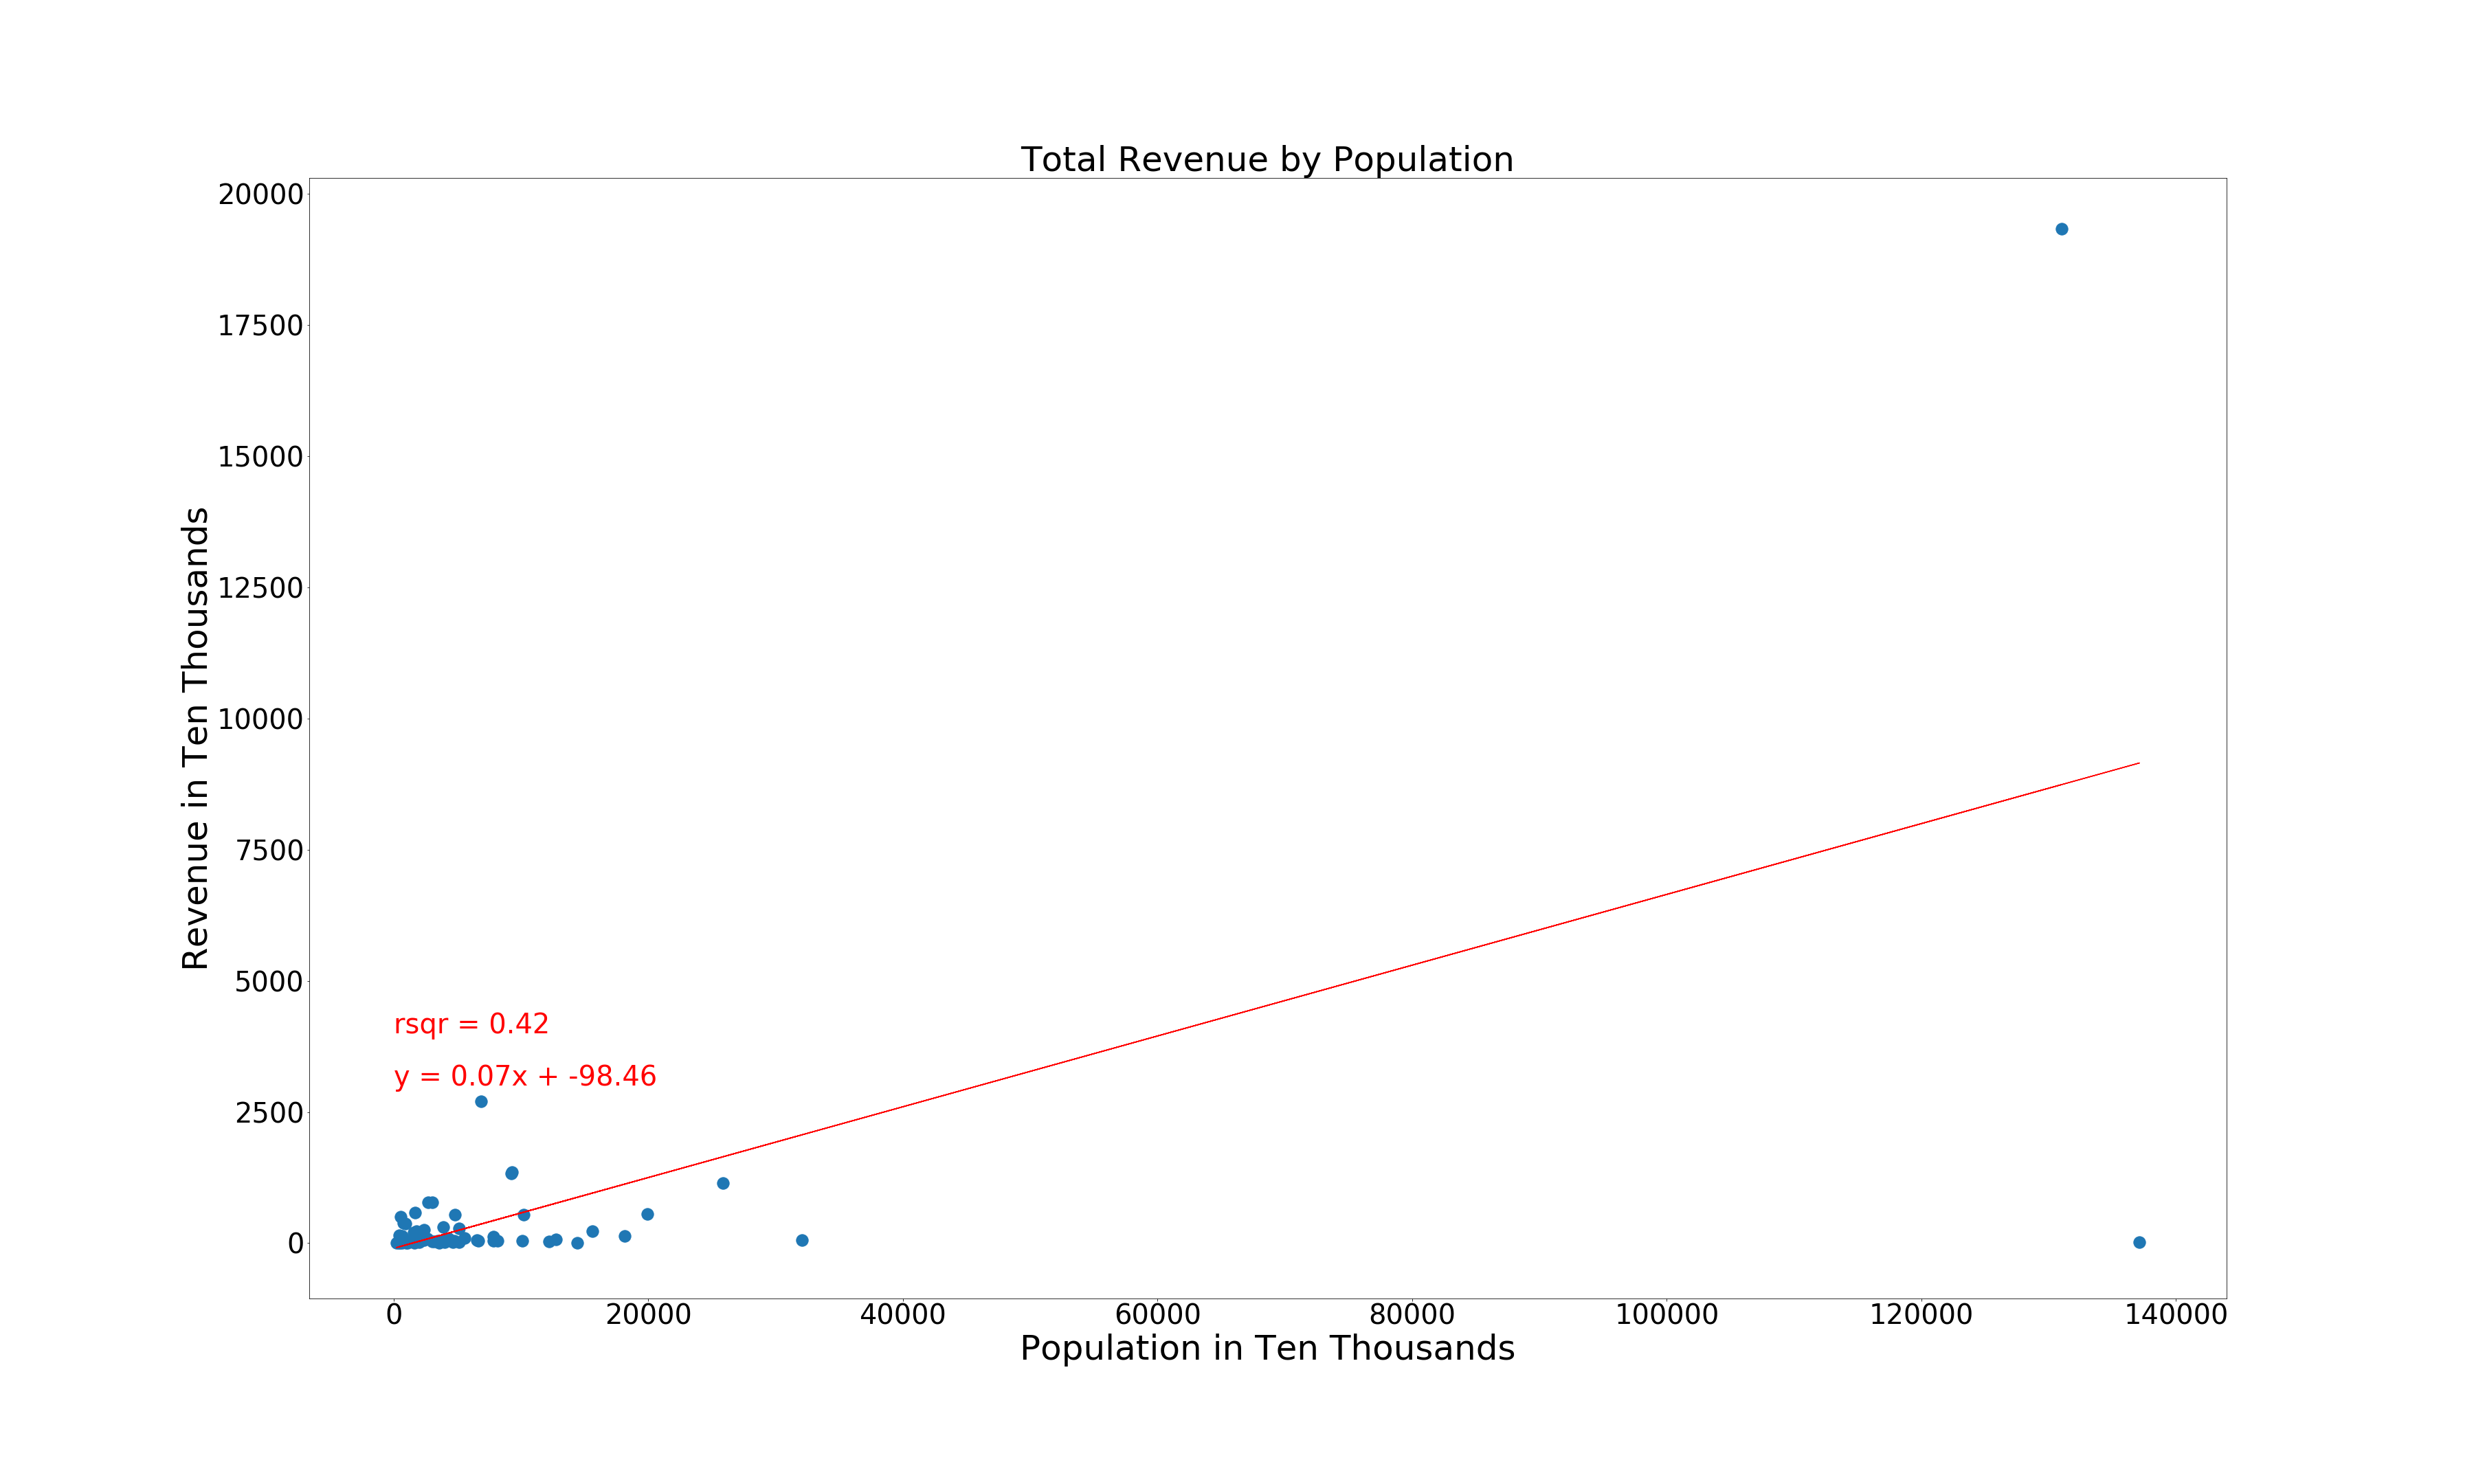 Total Revenue by Population
20000
17500
15000
12500
10000
7500
5000
2500
0
Revenue in Ten Thousands
rsqr = 0.42
y = 0.07x + -98.46
0 20000 40000 60000 80000 100000 120000 140000
Population in Ten Thousands